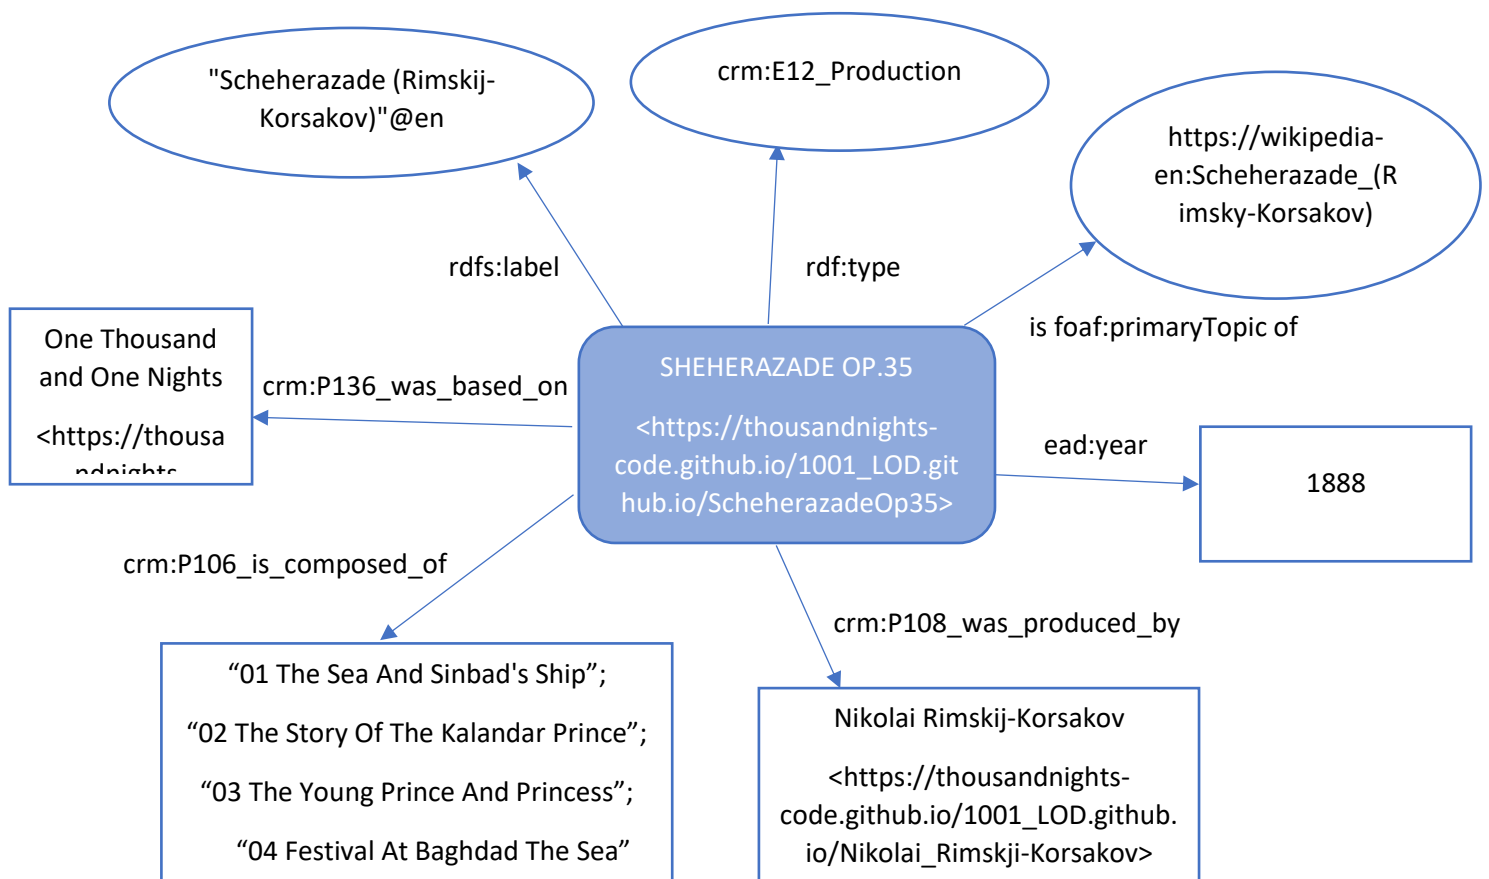 "Scheherazade (Rimskij-
Korsakov)"@en
crm:E12_Production
https://wikipedia-
en:Scheherazade_(R
imsky-Korsakov)
rdfs:label
rdf:type
is foaf:primaryTopic of
One Thousand
and One Nights
<https://thousa
ndnights
crm:P136_was_based_on
SHEHERAZADE OP.35
<https://thousandnights-
code.github.io/1001_LOD.git
hub.io/ScheherazadeOp35>
ead:year
1888
crm:P106_is_composed_of
crm:P108_was_produced_by
“01 The Sea And Sinbad's Ship”;
“02 The Story Of The Kalandar Prince”;
“03 The Young Prince And Princess”;
“04 Festival At Baghdad The Sea”
Nikolai Rimskij-Korsakov
<https://thousandnights-
code.github.io/1001_LOD.github.
io/Nikolai_Rimskji-Korsakov>